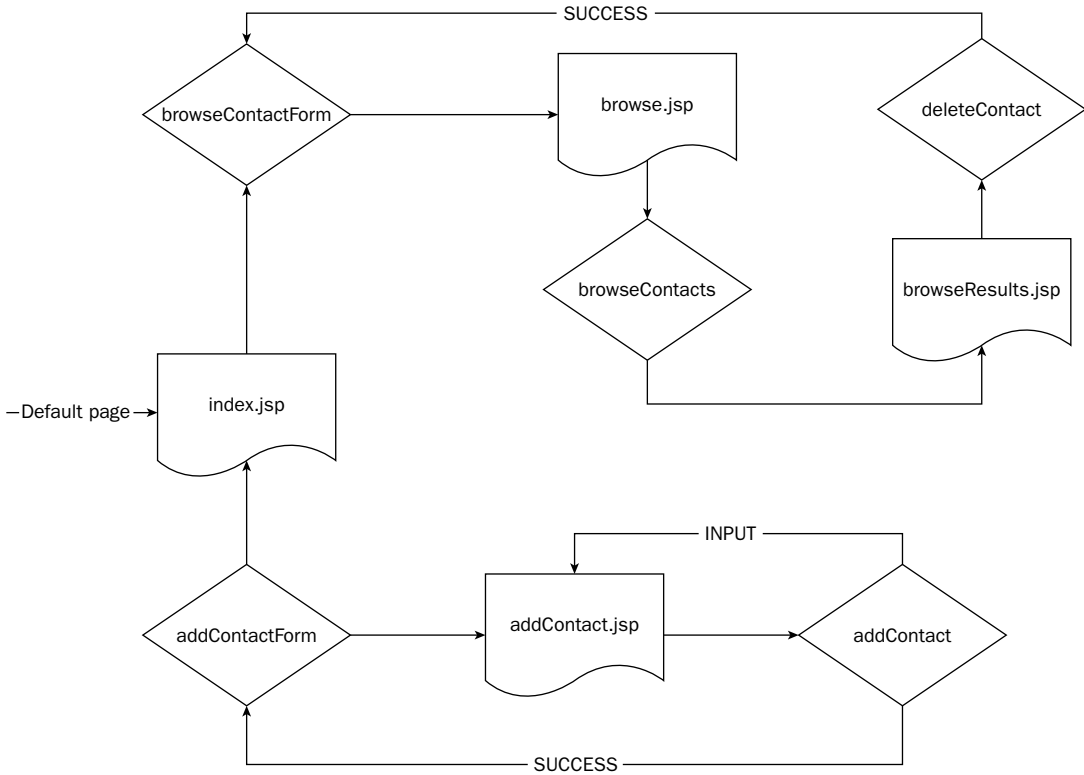 SUCCESS
browseContactForm
browse.jsp
deleteContact
browseContacts
browseResults.jsp
index.jsp
Default page
INPUT
addContactForm
addContact.jsp
addContact
SUCCESS